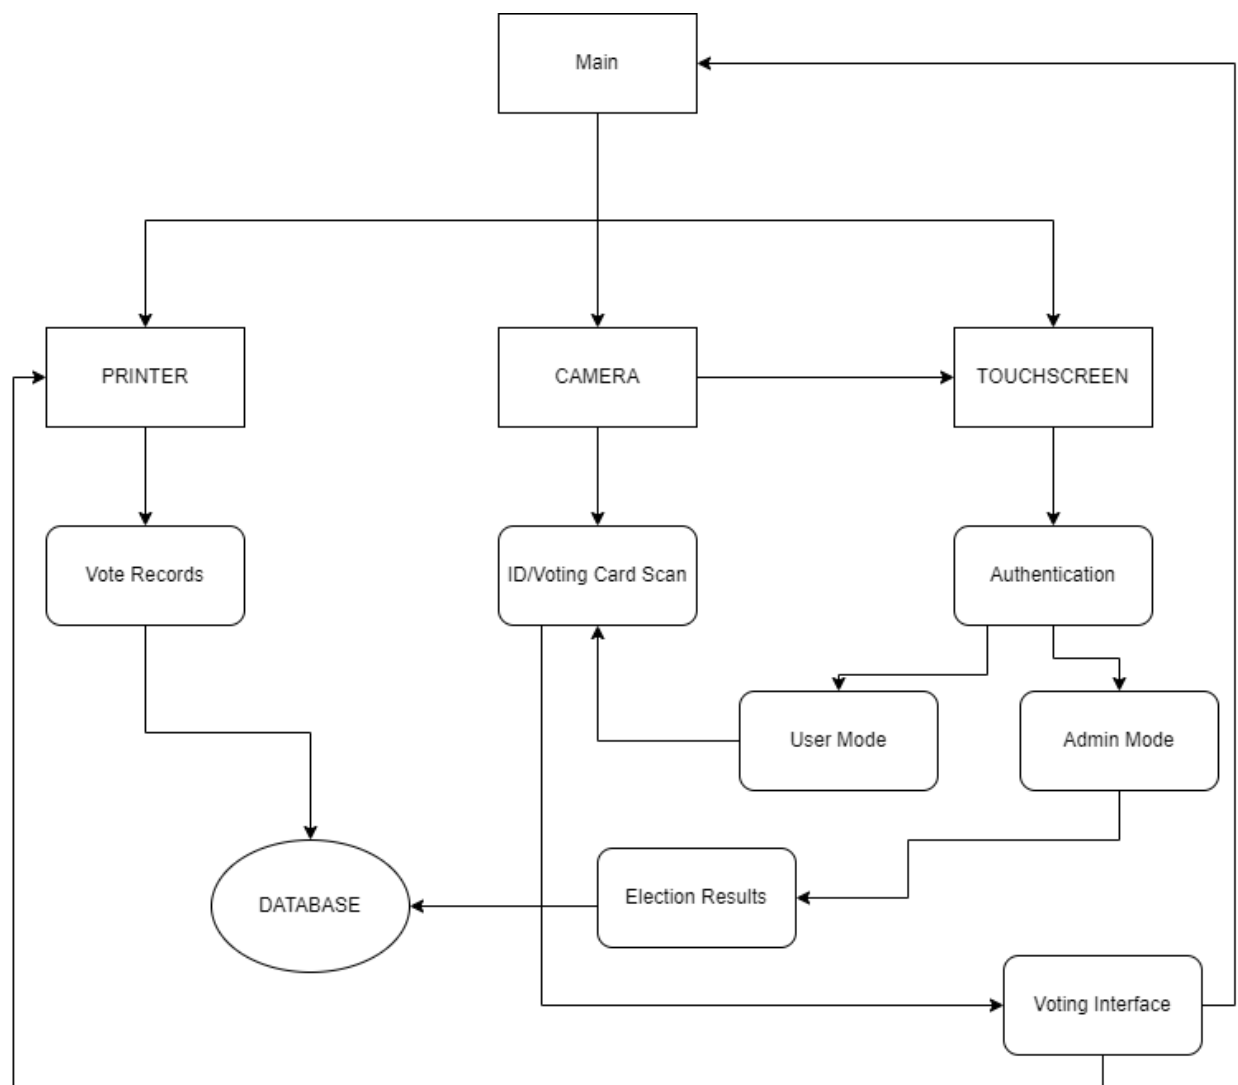 Main
PRINTER
CAMERA
TOUCHSCREEN
Vote Records
ID/Voting Card Scan
Authentication
User Mode
Admin Mode
Election Results
DATABASE
Voting Interface